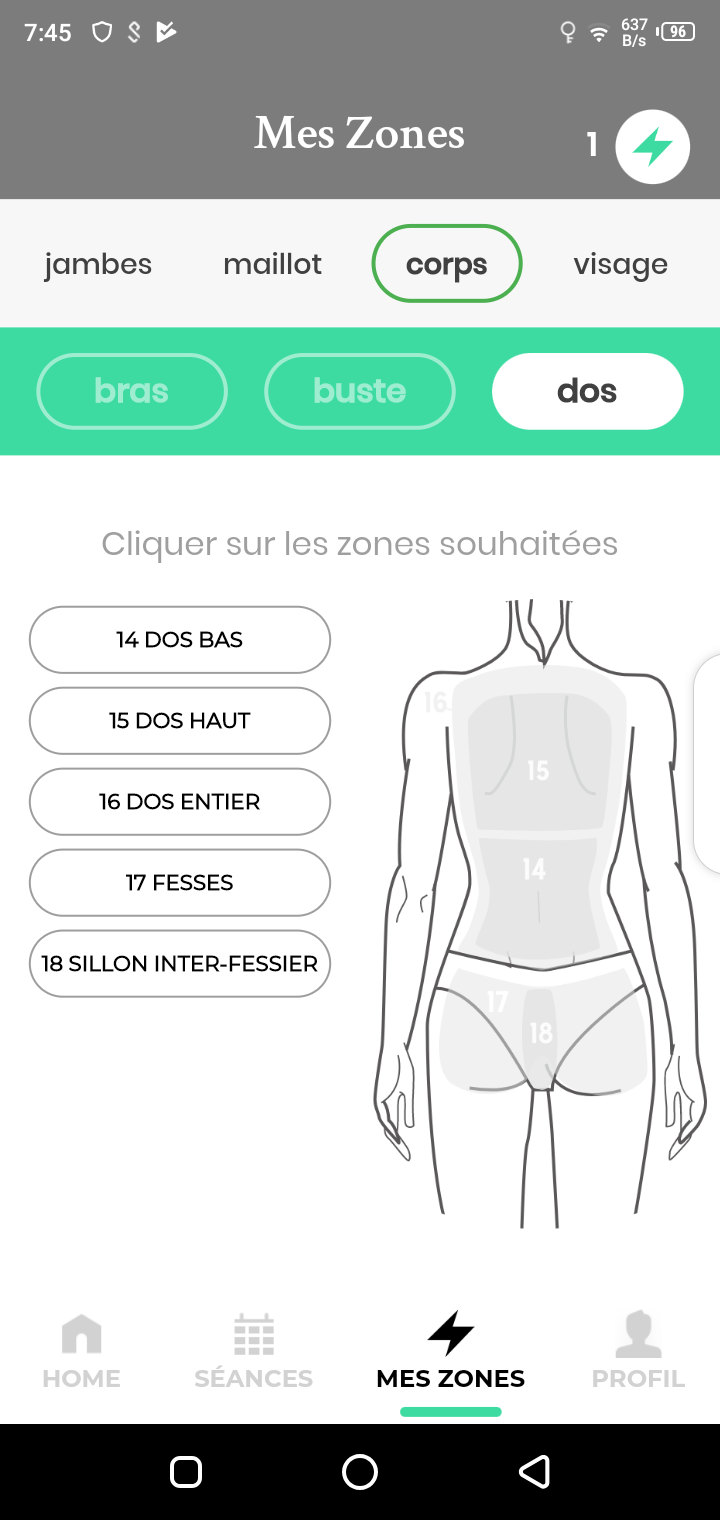 7:45
637
B/s
96
Mes Zones
1
jambes maillot corps visage
bras buste dos
Cliquer sur les zones souhaitées
14 DOS BAS
15 DOS HAUT
16 DOS ENTIER
17 FESSES
18 SILLON INTER-FESSIER
16
15
14
17
18
HOME SÉANCES MES ZONES PROFIL